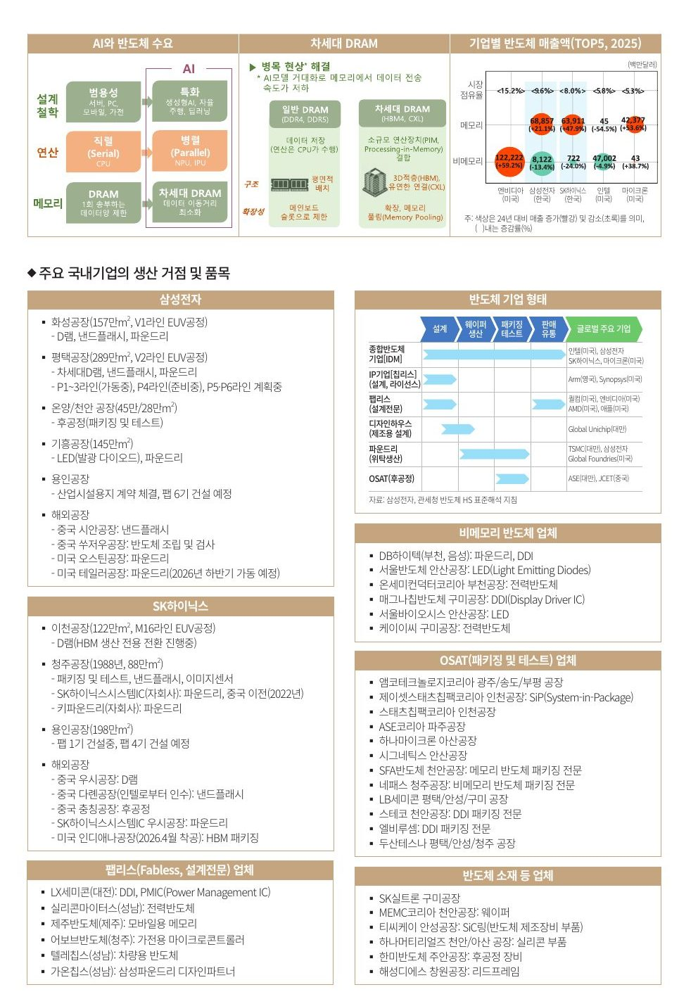 AI와 반도체 수요
AI
설계
철학
범용성
서버, PC,
모바일, 가전
특화
생성형AI, 자율
주행, 딥러닝
연산
직렬
(Serial)
CPU
병렬
(Parallel)
NPU, IPU
메모리
DRAM
1회 송부하는
데이터양 제한
차세대 DRAM
데이터 이동거리
최소화
차세대 DRAM
▶ 병목 현상* 해결
* AI모델 거대화로 메모리에서 데이터 전송
속도가 저하
일반 DRAM
(DDR4, DDR5)
차세대 DRAM
(HBM4, CXL)
데이터 저장
(연산은 CPU가 수행)
소규모 연산장치(PIM,
Processing-in-Memory)
결합
구조
평면적
배치
3D적층(HBM),
유연한 연결(CXL)
확장성
메인보드
슬롯으로 제한
확장, 메모리
풀링(Memory Pooling)
기업별 반도체 매출액(TOP5, 2025)
(백만달러)
시장
점유율
<15.2%> <9.6%> <8.0%> <5.8%> <5.3%>
메모리
68,857 63,911 45 42,377
(+21.1%) (+47.9%) (-54.5%) (+53.6%)
비메모리
122,222 8,122 722 47,002 43
(+59.2%) (-13.4%) (-24.0%) (-4.9%) (+38.7%)
엔비디아 삼성전자 SK하이닉스 인텔 마이크론
(미국) (한국) (한국) (미국) (미국)
주: 색상은 24년 대비 매출 증가(빨강) 및 감소(초록)를 의미,
( )내는 증감률(%)
◆ 주요 국내기업의 생산 거점 및 품목
삼성전자
▪ 화성공장(157만m², V1라인 EUV공정)
- D램, 낸드플래시, 파운드리
▪ 평택공장(289만m², V2라인 EUV공정)
- 차세대D램, 낸드플래시, 파운드리
- P1~3라인(가동중), P4라인(준비중), P5·P6라인 계획중
▪ 온양/천안 공장(45만/28만m²)
- 후공정(패키징 및 테스트)
▪ 기흥공장(145만m²)
- LED(발광 다이오드), 파운드리
▪ 용인공장
- 산업시설용지 계약 체결, 팹 6기 건설 예정
▪ 해외공장
- 중국 시안공장: 낸드플래시
- 중국 쑤저우공장: 반도체 조립 및 검사
- 미국 오스틴공장: 파운드리
- 미국 테일러공장: 파운드리(2026년 하반기 가동 예정)
SK하이닉스
▪ 이천공장(122만m², M16라인 EUV공정)
- D램(HBM 생산 전용 전환 진행중)
▪ 청주공장(1988년, 88만m²)
- 패키징 및 테스트, 낸드플래시, 이미지센서
- SK하이닉스시스템IC(자회사): 파운드리, 중국 이전(2022년)
- 키파운드리(자회사): 파운드리
▪ 용인공장(198만m²)
- 팹 1기 건설중, 팹 4기 건설 예정
▪ 해외공장
- 중국 우시공장: D램
- 중국 다롄공장(인텔로부터 인수): 낸드플래시
- 중국 충칭공장: 후공정
- SK하이닉스시스템IC 우시공장: 파운드리
- 미국 인디애나공장(2026.4월 착공): HBM 패키징
팹리스(Fabless, 설계전문) 업체
▪ LX세미콘(대전): DDI, PMIC(Power Management IC)
▪ 실리콘마이터스(성남): 전력반도체
▪ 제주반도체(제주): 모바일용 메모리
▪ 어보브반도체(청주): 가전용 마이크로콘트롤러
▪ 텔레칩스(성남): 차량용 반도체
▪ 가온칩스(성남): 삼성파운드리 디자인파트너
반도체 기업 형태
설계
웨이퍼
생산
패키징
테스트
판매
유통
글로벌 주요 기업
종합반도체
기업[IDM]
인텔(미국), 삼성전자
SK하이닉스, 마이크론(미국)
IP기업[칩리스]
(설계, 라이선스)
Arm(영국), Synopsys(미국)
팹리스
(설계전문)
퀄컴(미국), 엔비디아(미국)
AMD(미국), 애플(미국)
디자인하우스
(제조용 설계)
Global Unichip(대만)
파운드리
(위탁생산)
TSMC(대만), 삼성전자
Global Foundries(미국)
OSAT(후공정)
ASE(대만), JCET(중국)
자료: 삼성전자, 관세청 반도체 HS 표준해석 지침
비메모리 반도체 업체
▪ DB하이텍(부천, 음성): 파운드리, DDI
▪ 서울반도체 안산공장: LED(Light Emitting Diodes)
▪ 온세미컨덕터코리아 부천공장: 전력반도체
▪ 매그나칩반도체 구미공장: DDI(Display Driver IC)
▪ 서울바이오시스 안산공장: LED
▪ 케이이씨 구미공장: 전력반도체
OSAT(패키징 및 테스트) 업체
▪ 앰코테크놀로지코리아 광주/송도/부평 공장
▪ 제이셋스태츠칩팩코리아 인천공장: SiP(System-in-Package)
▪ 스태츠칩팩코리아 인천공장
▪ ASE코리아 파주공장
▪ 하나마이크론 아산공장
▪ 시그네틱스 안산공장
▪ SFA반도체 천안공장: 메모리 반도체 패키징 전문
▪ 네패스 청주공장: 비메모리 반도체 패키징 전문
▪ LB세미콘 평택/안성/구미 공장
▪ 스테코 천안공장: DDI 패키징 전문
▪ 엘비루셈: DDI 패키징 전문
▪ 두산테스나 평택/안성/청주 공장
반도체 소재 등 업체
▪ SK실트론 구미공장
▪ MEMC코리아 천안공장: 웨이퍼
▪ 티씨케이 안성공장: SiC링(반도체 제조장비 부품)
▪ 하나머티리얼즈 천안/아산 공장: 실리콘 부품
▪ 한미반도체 주안공장: 후공정 장비
▪ 해성디에스 창원공장: 리드프레임